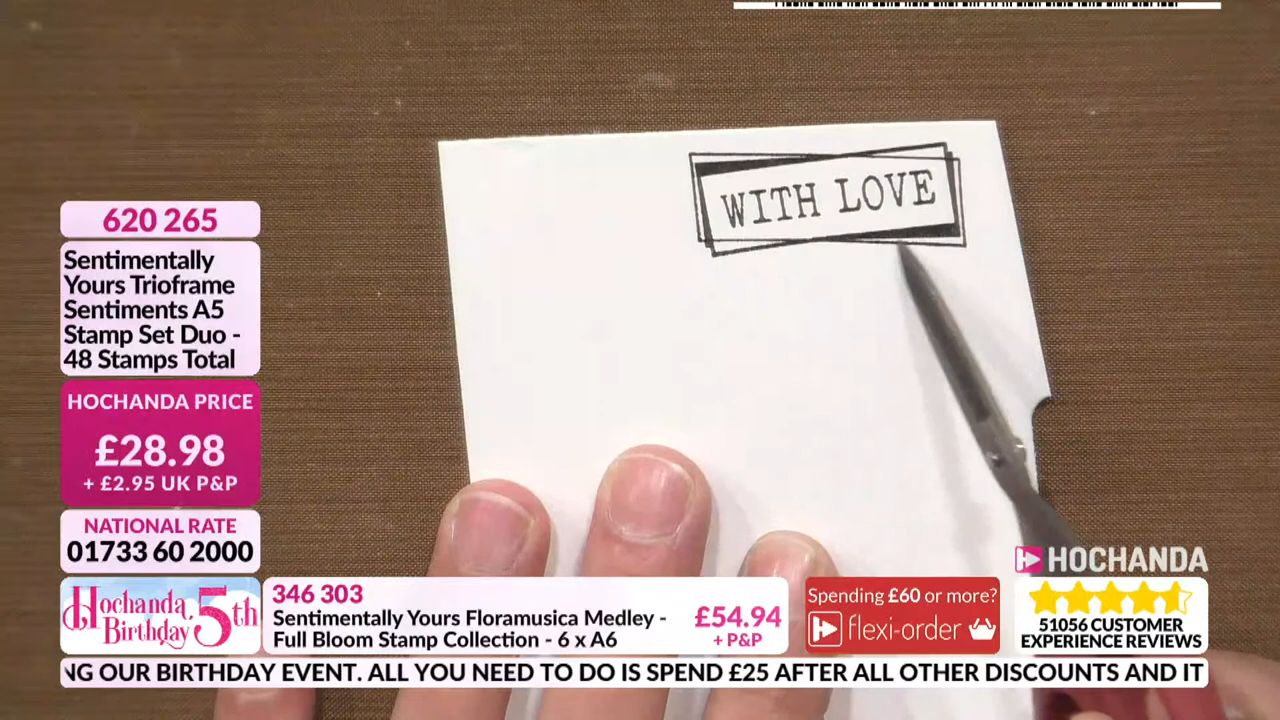 WITH LOVE
620 265
Sentimentally
Yours Trioframe
Sentiments A5
Stamp Set Duo -
48 Stamps Total
HOCHANDA PRICE
£28.98
+ £2.95 UK P&P
NATIONAL RATE
01733 60 2000
Hochanda
Birthday 5th
346 303
Sentimentally Yours Floramusica Medley -
Full Bloom Stamp Collection - 6 x A6
£54.94
+ P&P
Spending £60 or more?
flexi-order
HOCHANDA
51056 CUSTOMER
EXPERIENCE REVIEWS
NG OUR BIRTHDAY EVENT. ALL YOU NEED TO DO IS SPEND £25 AFTER ALL OTHER DISCOUNTS AND IT